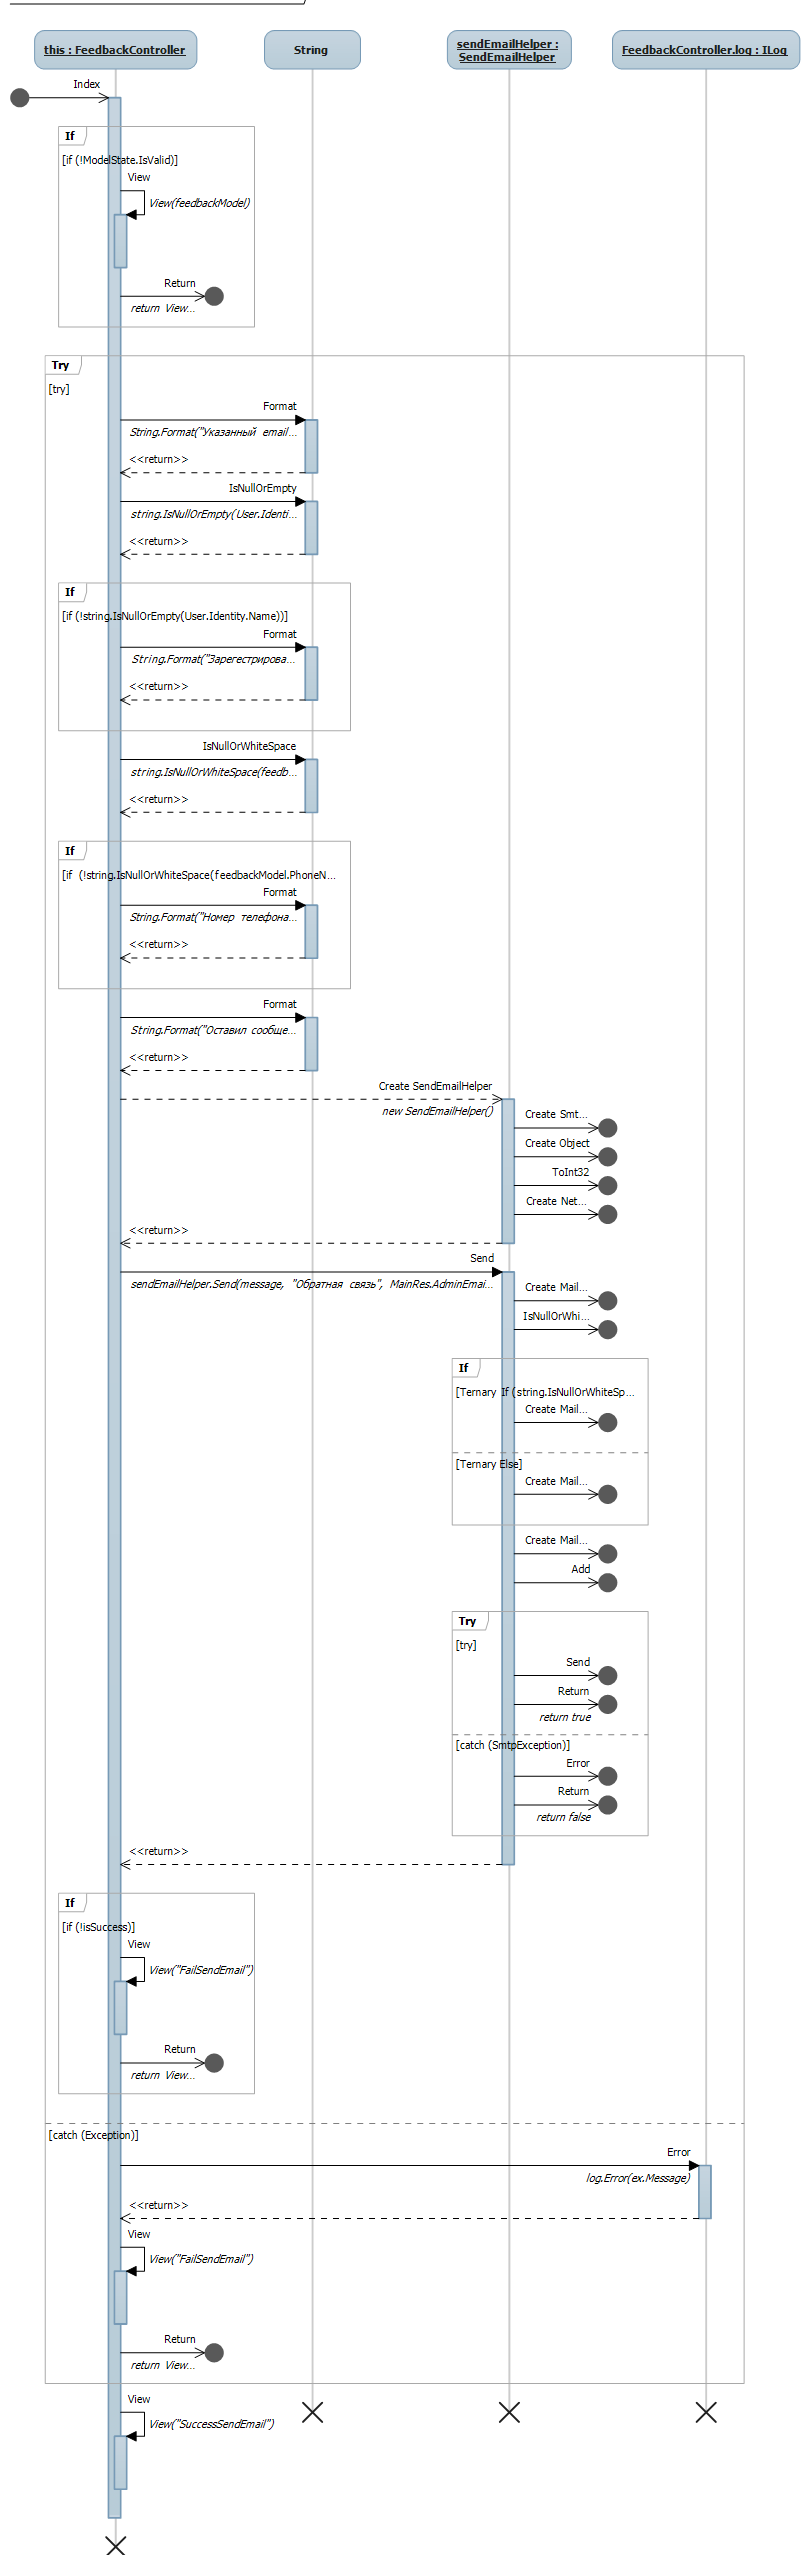 this : FeedbackController
String
sendEmailHelper :
SendEmailHelper
FeedbackController.log : ILog
Index
If
[if (!ModelState.IsValid)]
View
View(feedbackModel)
Return
return View...
Try
[try]
Format
String.Format("Указанный email...
<<return>>
IsNullOrEmpty
string.IsNullOrEmpty(User.Identi...
<<return>>
If
[if (!string.IsNullOrEmpty(User.Identity.Name))]
Format
String.Format("Зарегестрирова...
<<return>>
IsNullOrWhiteSpace
string.IsNullOrWhiteSpace(feedb...
<<return>>
If
[if (!string.IsNullOrWhiteSpace(feedbackModel.PhoneN...
Format
String.Format("Номер телефона...
<<return>>
Format
String.Format("Оставил сообще...
<<return>>
Create SendEmailHelper
new SendEmailHelper()
Create Smt...
Create Object
ToInt32
Create Net...
<<return>>
Send
sendEmailHelper.Send(message, "Обратная связь", MainRes.AdminEmai...
Create Mail...
IsNullOrWhi...
If
[Ternary If (string.IsNullOrWhiteSp...
Create Mail...
[Ternary Else]
Create Mail...
Create Mail...
Add
Try
[try]
Send
Return
return true
[catch (SmtpException)]
Error
Return
return false
<<return>>
If
[if (!isSuccess)]
View
View("FailSendEmail")
Return
return View...
[catch (Exception)]
Error
log.Error(ex.Message)
<<return>>
View
View("FailSendEmail")
Return
return View...
View
View("SuccessSendEmail")